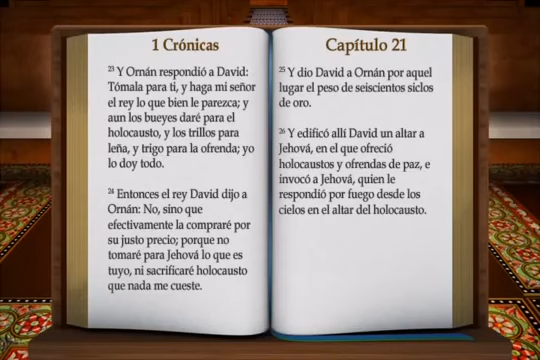 1 Crónicas
23 Y Ornán respondió a David:
Tómala para ti, y haga mi señor
el rey lo que bien le parezca; y
aun los bueyes daré para el
holocausto, y los trillos para
leña, y trigo para la ofrenda; yo
lo doy todo.
24 Entonces el rey David dijo a
Ornán: No, sino que
efectivamente la compraré por
su justo precio; porque no
tomaré para Jehová lo que es
tuyo, ni sacrificaré holocausto
que nada me cueste.
Capítulo 21
25 Y dio David a Ornán por aquel
lugar el peso de seiscientos siclos
de oro.
26 Y edificó allí David un altar a
Jehová, en el que ofreció
holocaustos y ofrendas de paz, e
invocó a Jehová, quien le
respondió por fuego desde los
cielos en el altar del holocausto.